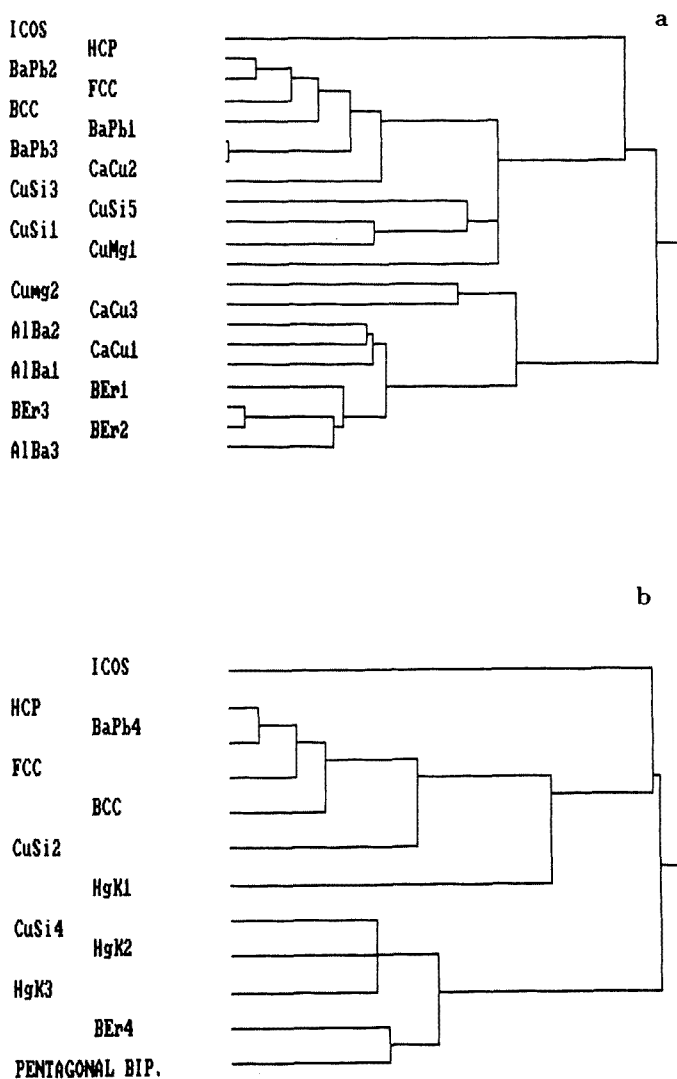 a
ICOS
HCP
BaPb2
FCC
BCC
BaPb1
BaPb3
CaCu2
CuSi3
CuSi5
CuSi1
CuMg1
Cumg2
CaCu3
AlBa2
CaCu1
AlBa1
BEr1
BEr3
BEr2
AlBa3
b
ICOS
HCP
BaPb4
FCC
BCC
CuSi2
HgK1
CuSi4
HgK2
HgK3
BEr4
PENTAGONAL BIP.